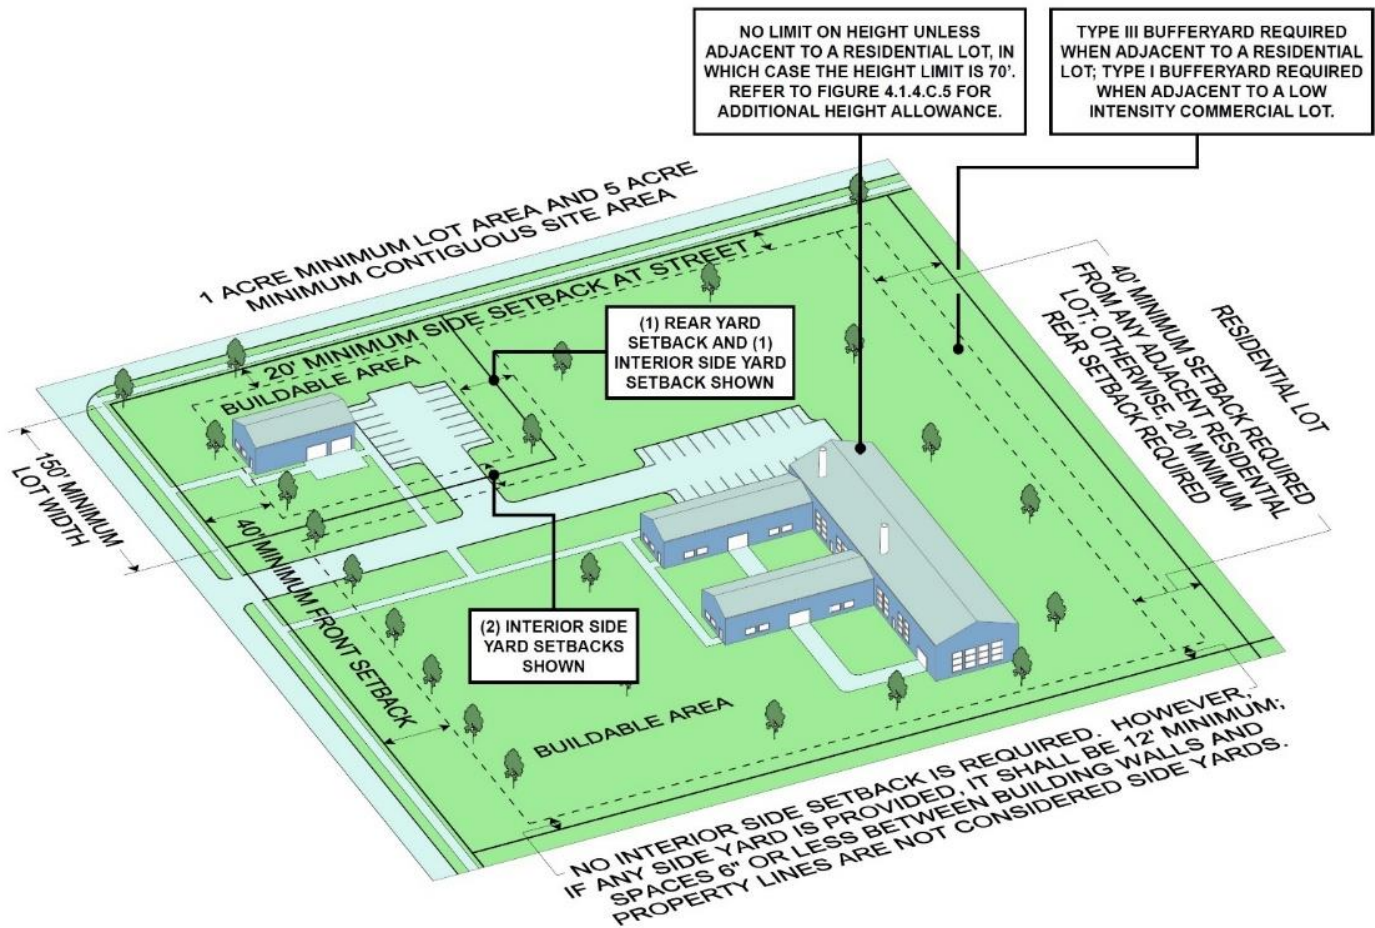 NO LIMIT ON HEIGHT UNLESS
ADJACENT TO A RESIDENTIAL LOT, IN
WHICH CASE THE HEIGHT LIMIT IS 70'.
REFER TO FIGURE 4.1.4.C.5 FOR
ADDITIONAL HEIGHT ALLOWANCE.
TYPE III BUFFERYARD REQUIRED
WHEN ADJACENT TO A RESIDENTIAL
LOT; TYPE I BUFFERYARD REQUIRED
WHEN ADJACENT TO A LOW
INTENSITY COMMERCIAL LOT.
1 ACRE MINIMUM LOT AREA AND 5 ACRE
MINIMUM CONTIGUOUS SITE AREA
20' MINIMUM SIDE SETBACK AT STREET
BUILDABLE AREA
(1) REAR YARD
SETBACK AND (1)
INTERIOR SIDE YARD
SETBACK SHOWN
40' MINIMUM SETBACK REQUIRED
FROM ANY ADJACENT RESIDENTIAL
LOT; OTHERWISE, 20' MINIMUM
REAR SETBACK REQUIRED
RESIDENTIAL LOT
150' MINIMUM
LOT WIDTH
40'MINIMUM FRONT SETBACK
(2) INTERIOR SIDE
YARD SETBACKS
SHOWN
BUILDABLE AREA
NO INTERIOR SIDE SETBACK IS REQUIRED. HOWEVER,
IF ANY SIDE YARD IS PROVIDED, IT SHALL BE 12' MINIMUM;
SPACES 6" OR LESS BETWEEN BUILDING WALLS AND
PROPERTY LINES ARE NOT CONSIDERED SIDE YARDS.